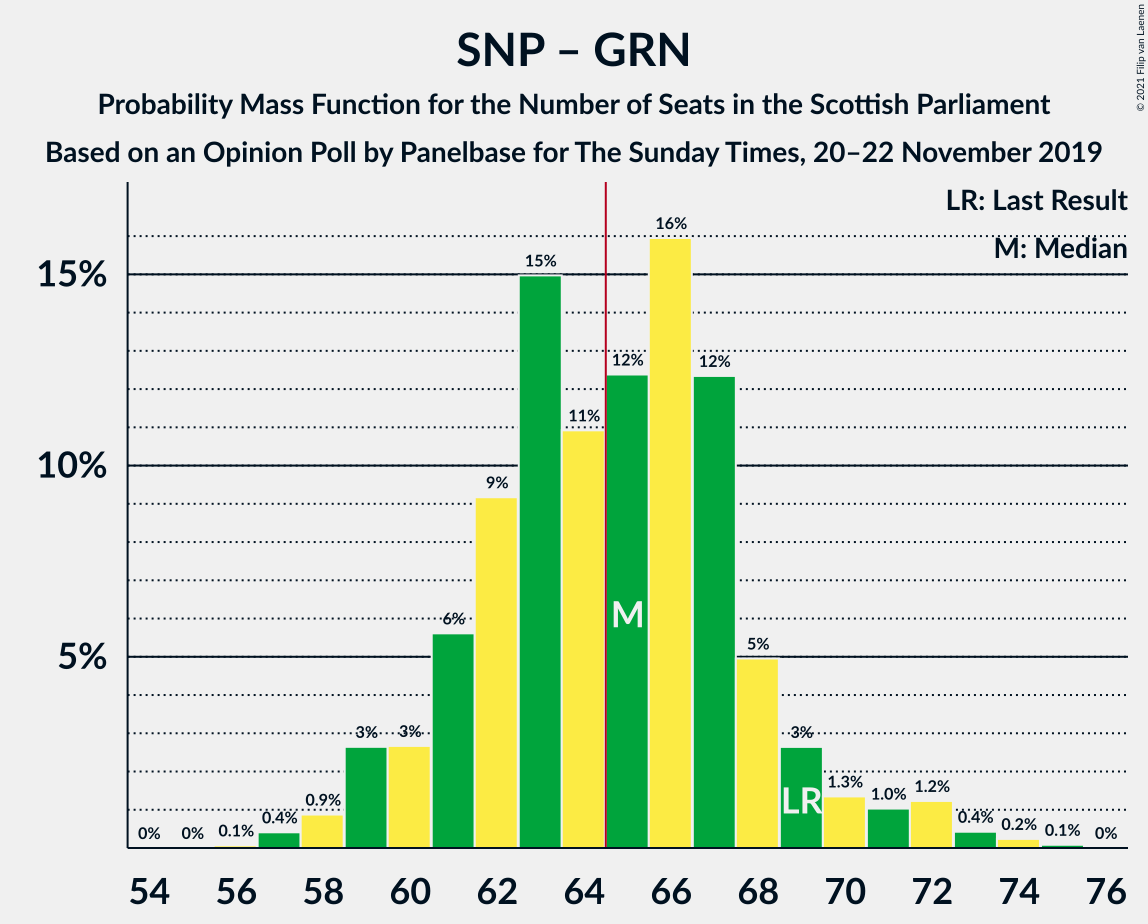 © 2021 Filip van Laenen
SNP – GRN
Probability Mass Function for the Number of Seats in the Scottish Parliament
Based on an Opinion Poll by Panelbase for The Sunday Times, 20–22 November 2019
LR: Last Result
M: Median
15%
10%
5%
0% 0% 0.1% 0.4% 0.9% 3% 3% 6% 9% 15% 11% 12% 16% 12% 5% 3% 1.3% 1.0% 1.2% 0.4% 0.2% 0.1% 0%
M
LR
54 56 58 60 62 64 66 68 70 72 74 76